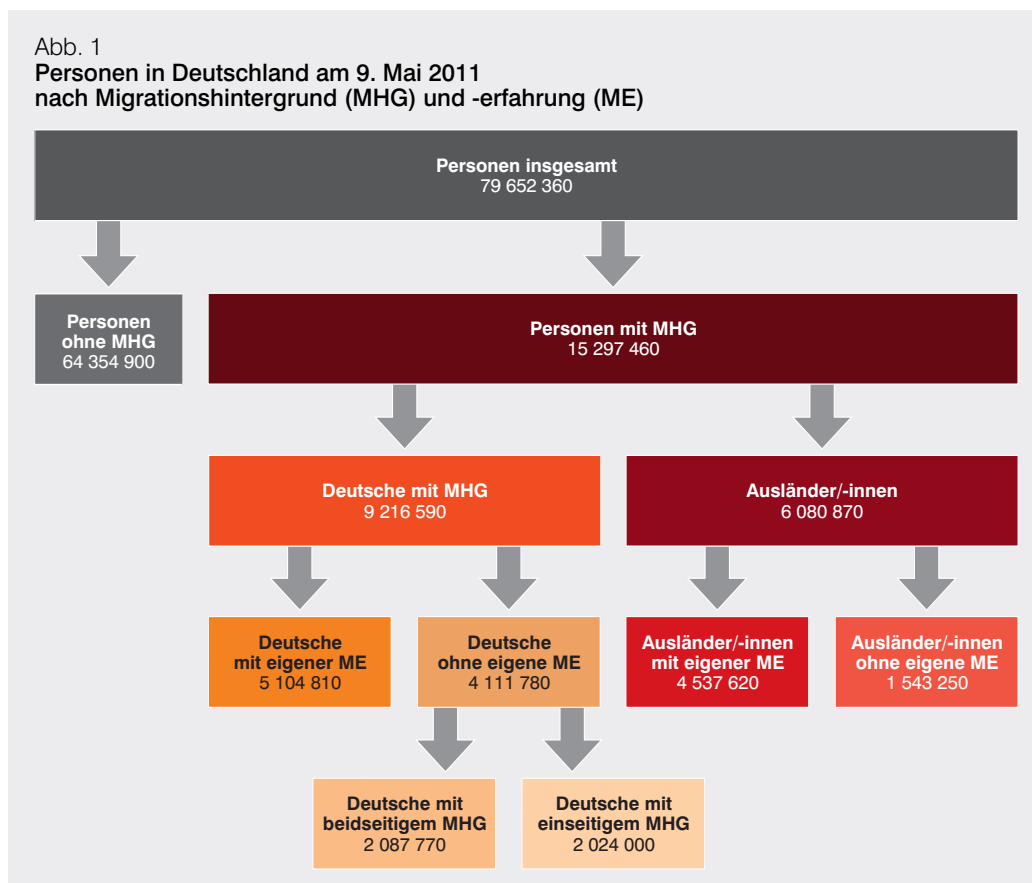 Abb. 1
Personen in Deutschland am 9. Mai 2011
nach Migrationshintergrund (MHG) und -erfahrung (ME)
Personen insgesamt
79 652 360
Personen
ohne MHG
64 354 900
Personen mit MHG
15 297 460
Deutsche mit MHG
9 216 590
Ausländer/-innen
6 080 870
Deutsche
mit eigener ME
5 104 810
Deutsche
ohne eigene ME
4 111 780
Ausländer/-innen
mit eigener ME
4 537 620
Ausländer/-innen
ohne eigene ME
1 543 250
Deutsche mit
beidseitigem MHG
2 087 770
Deutsche mit
einseitigem MHG
2 024 000